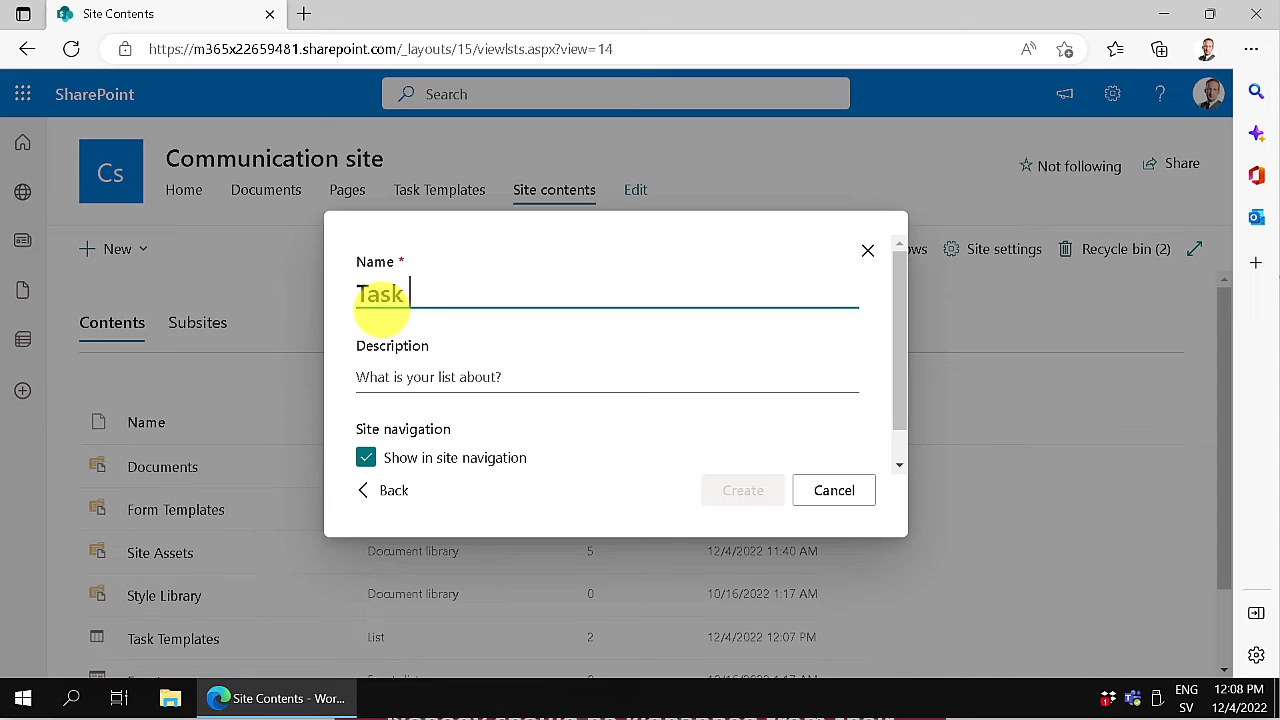 Site Contents
https://m365x22659481.sharepoint.com/_layouts/15/viewlsts.aspx?view=14
SharePoint
Search
Cs
Communication site
Not following
Share
Home
Documents
Pages
Task Templates
Site contents
Edit
New
Site settings
Recycle bin (2)
Name *
Task
Description
What is your list about?
Site navigation
Show in site navigation
Back
Create
Cancel
Contents
Subsites
Name
Documents
Form Templates
Site Assets
Document library
5
12/4/2022 11:40 AM
Style Library
Document library
0
10/16/2022 1:17 AM
Task Templates
List
2
12/4/2022 12:07 PM
Site Contents - Wor...
ENG
SV
12:08 PM
12/4/2022